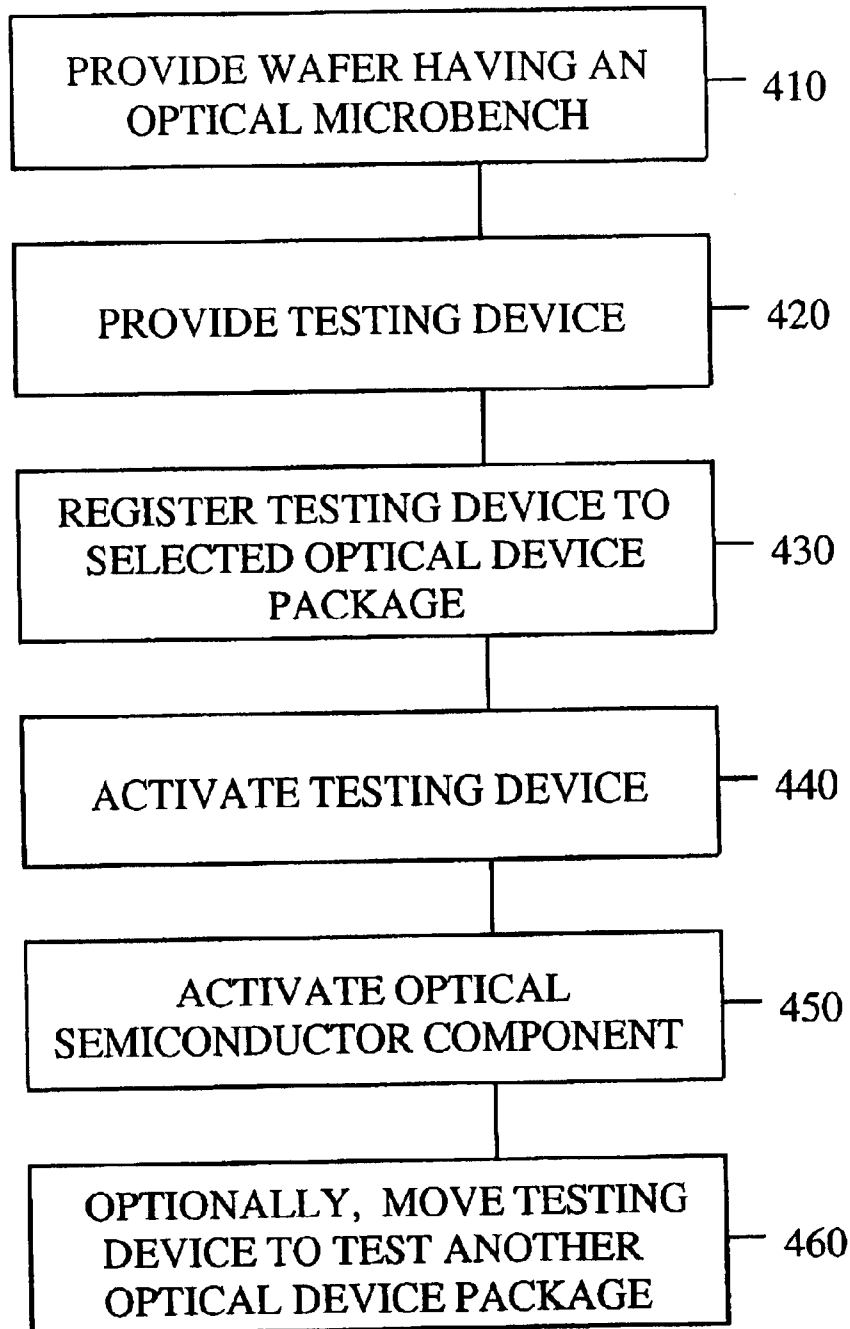 PROVIDE WAFER HAVING AN
OPTICAL MICROBENCH
410
PROVIDE TESTING DEVICE
420
REGISTER TESTING DEVICE TO
SELECTED OPTICAL DEVICE
PACKAGE
430
ACTIVATE TESTING DEVICE
440
ACTIVATE OPTICAL
SEMICONDUCTOR COMPONENT
450
OPTIONALLY, MOVE TESTING
DEVICE TO TEST ANOTHER
OPTICAL DEVICE PACKAGE
460